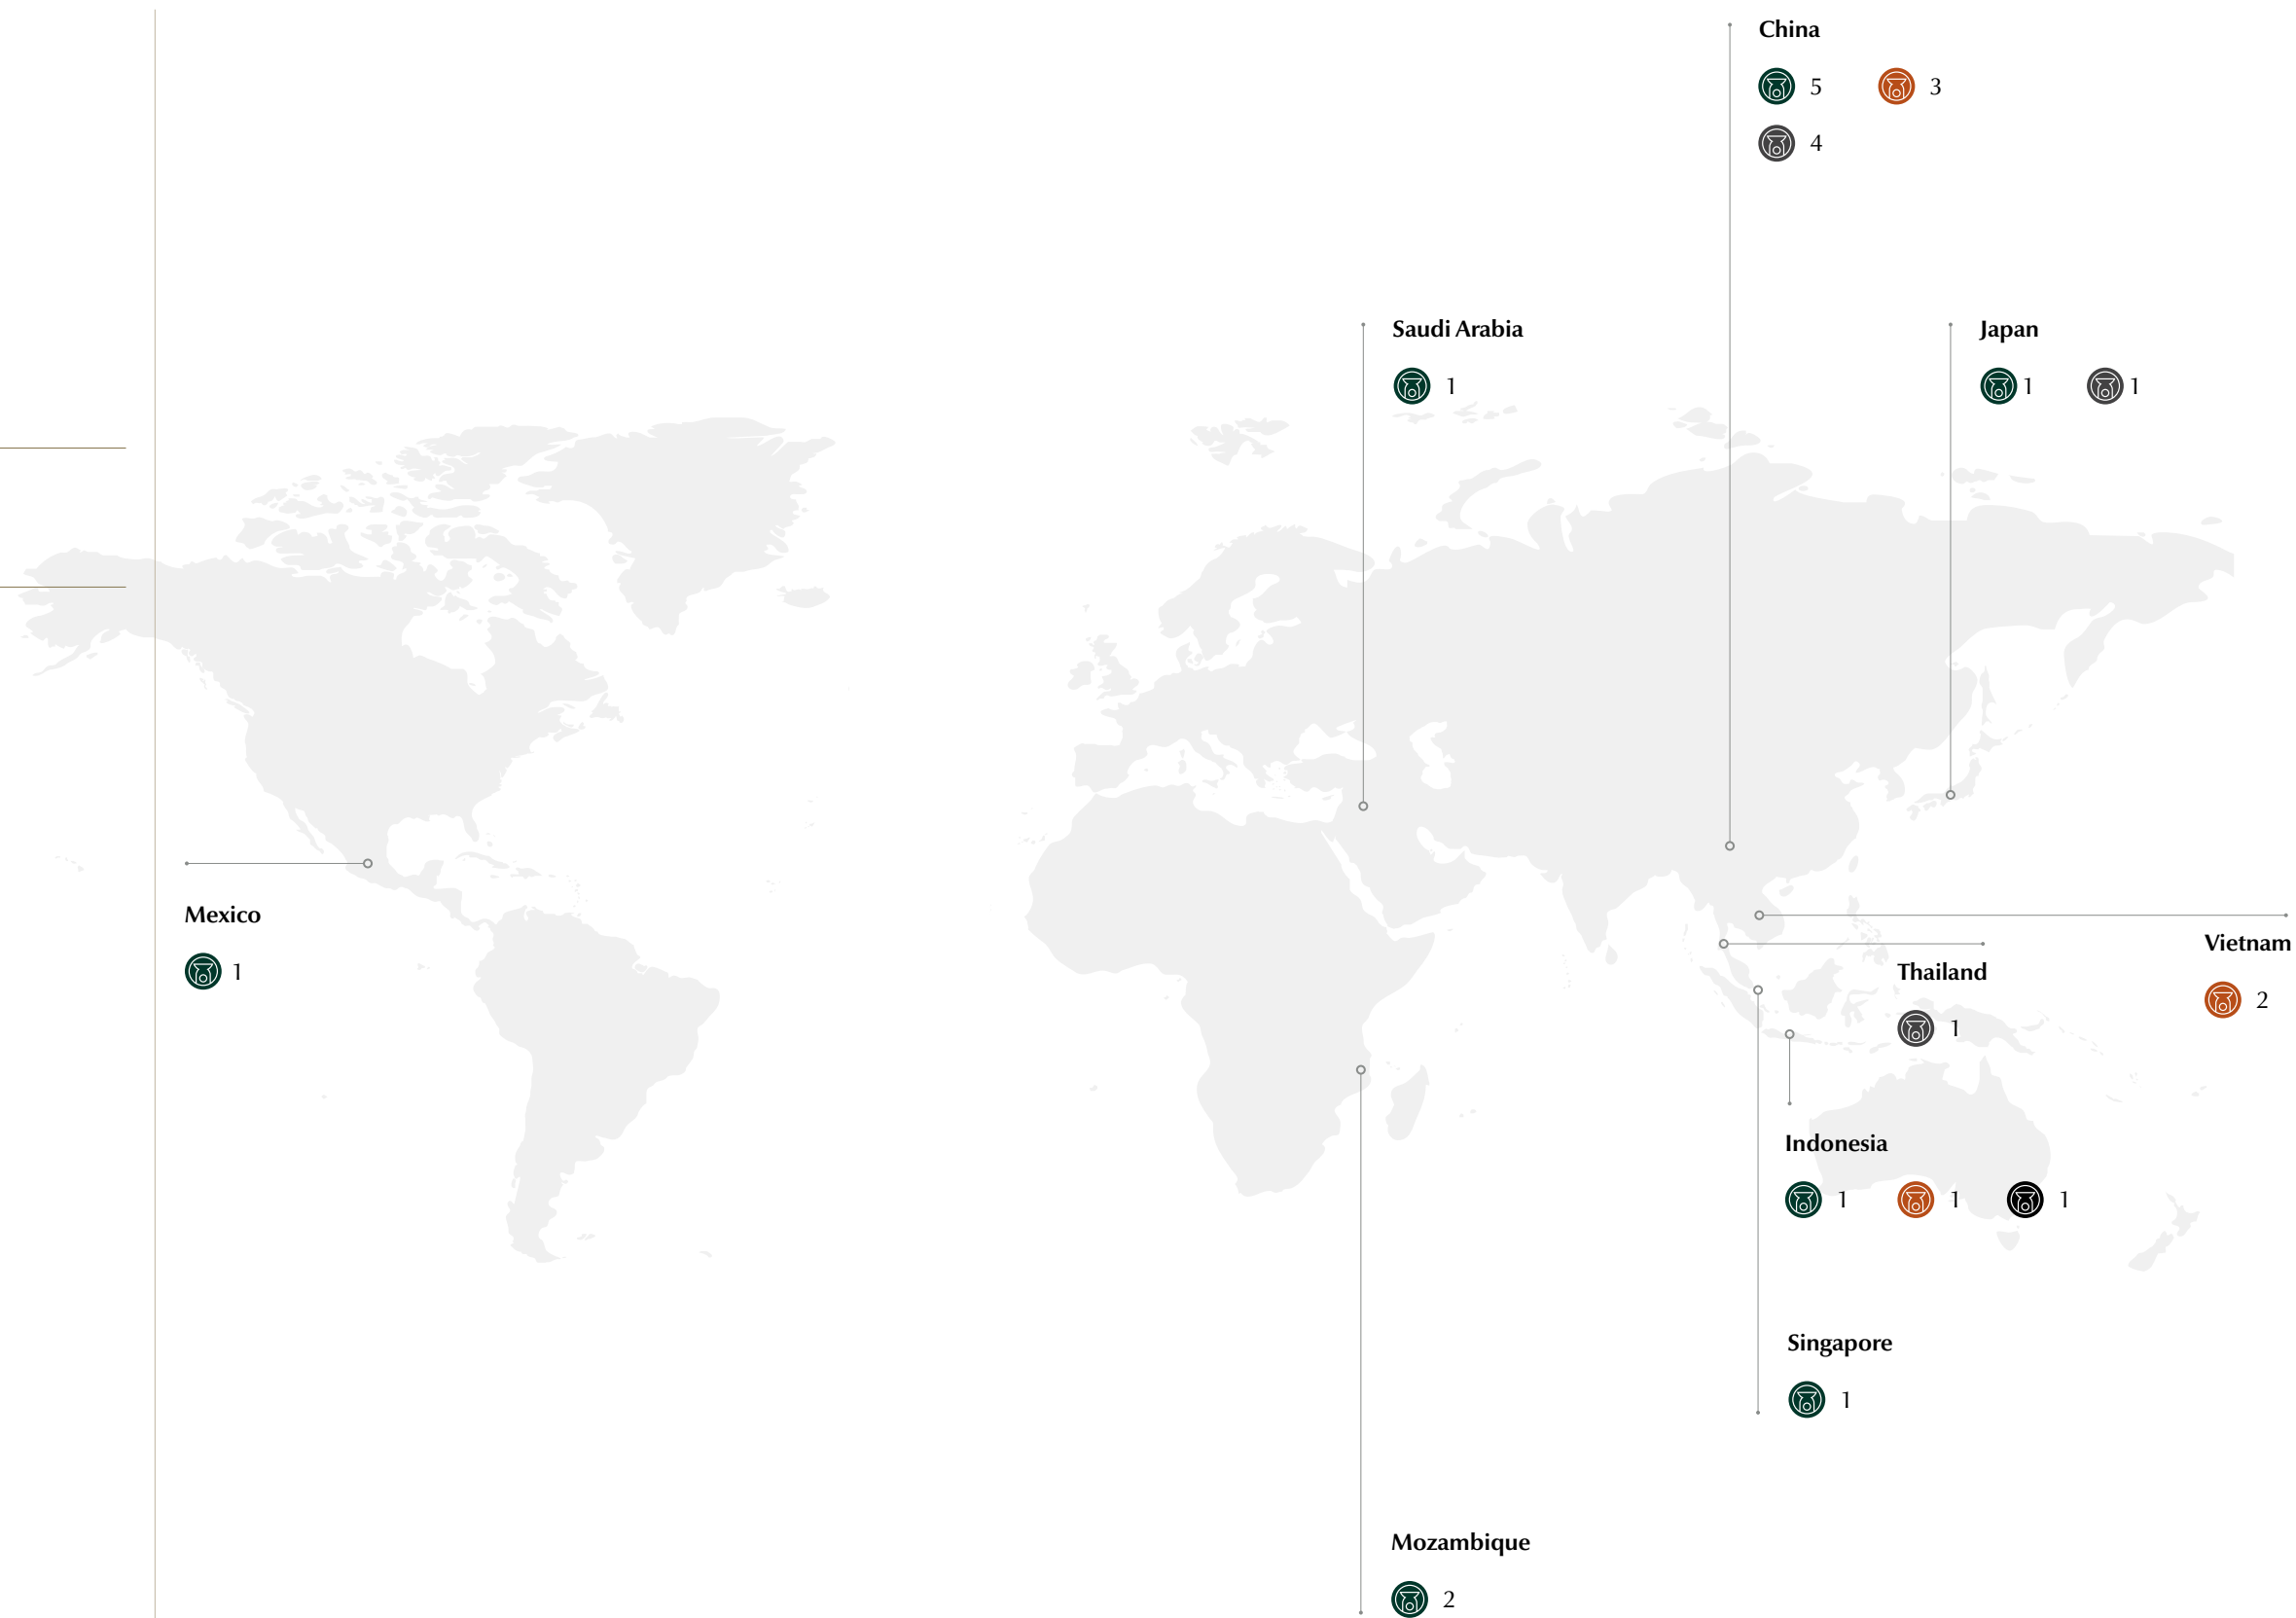 China
5 3
4
Saudi Arabia
1
Japan
1 1
Mexico
1
Vietnam
2
Thailand
1
Indonesia
1 1 1
Singapore
1
Mozambique
2